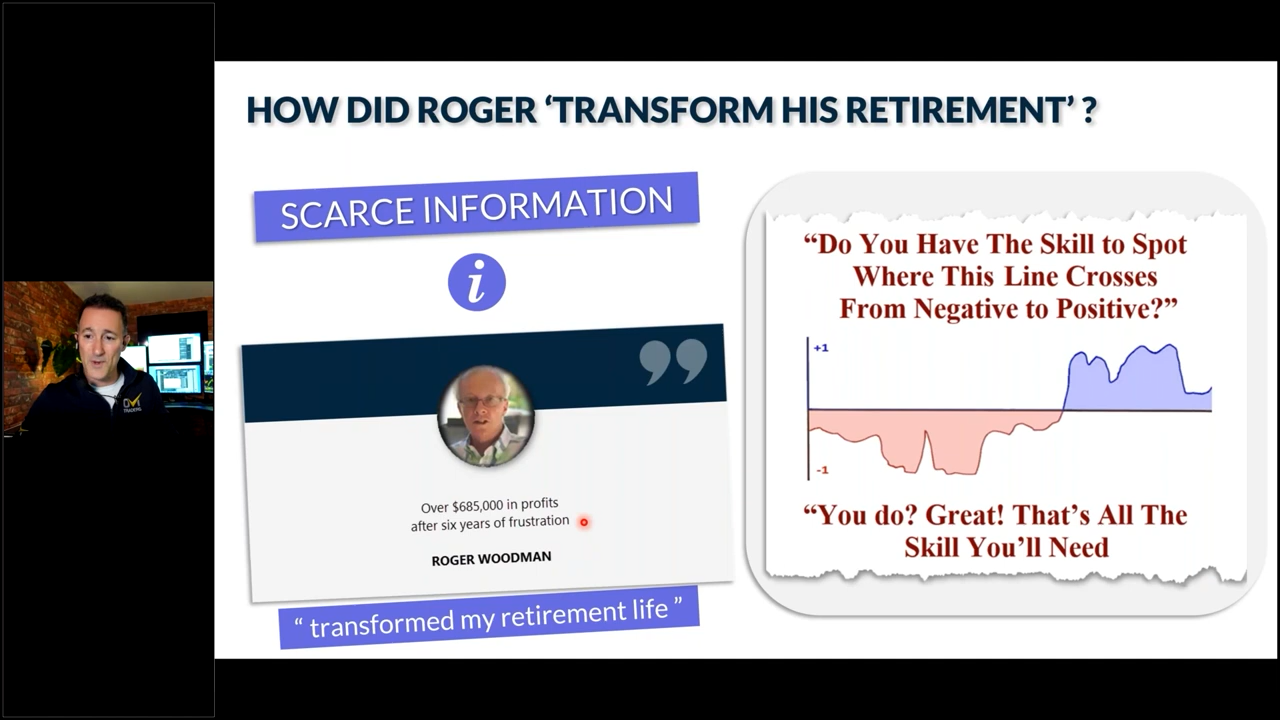 HOW DID ROGER ‘TRANSFORM HIS RETIREMENT’ ?
SCARCE INFORMATION
i
Over $685,000 in profits
after six years of frustration
ROGER WOODMAN
“ transformed my retirement life ”
“Do You Have The Skill to Spot
Where This Line Crosses
From Negative to Positive?”
+1
-1
“You do? Great! That’s All The
Skill You’ll Need